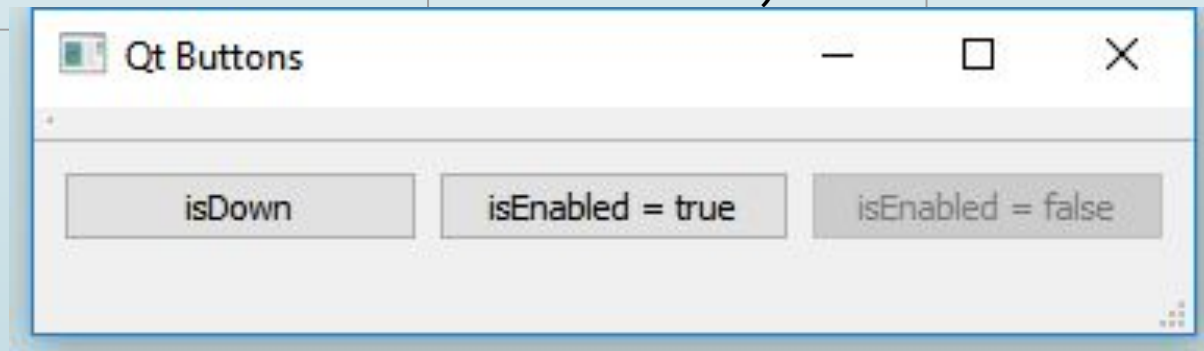 Qt Buttons
isDown
isEnabled = true
isEnabled = false